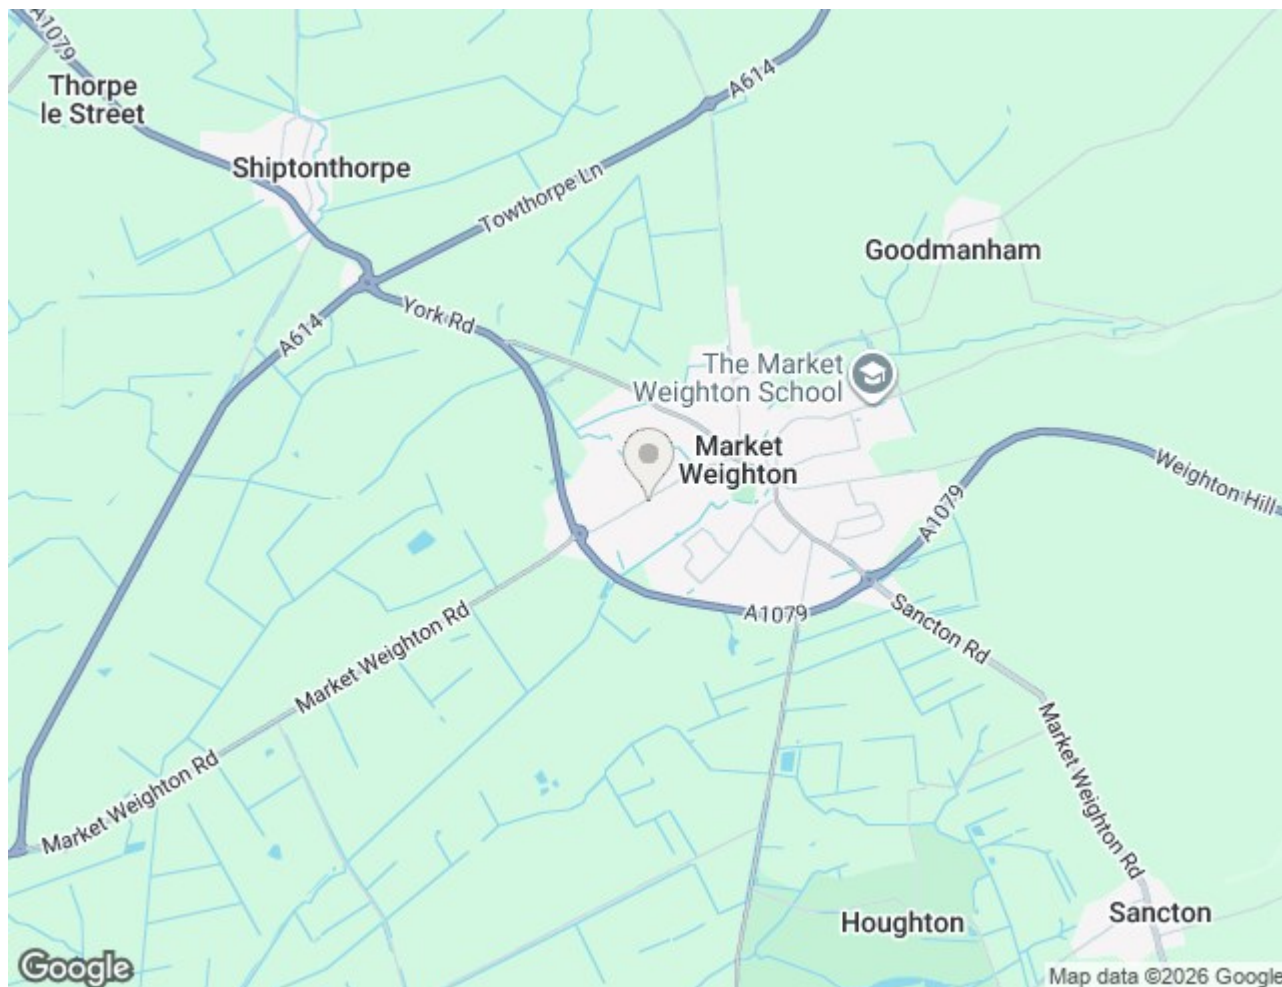 A1079
Thorpe
le Street
A614
Shiptonthorpe
Towthorpe Ln
Goodmanham
York Rd
A614
The Market
Weighton School
Market
Weighton
Weighton Hill
A1079
A1079
Sancton Rd
Market Weighton Rd
Market Weighton Rd
Market Weighton Rd
Houghton
Sancton
Google
Map data ©2026 Google